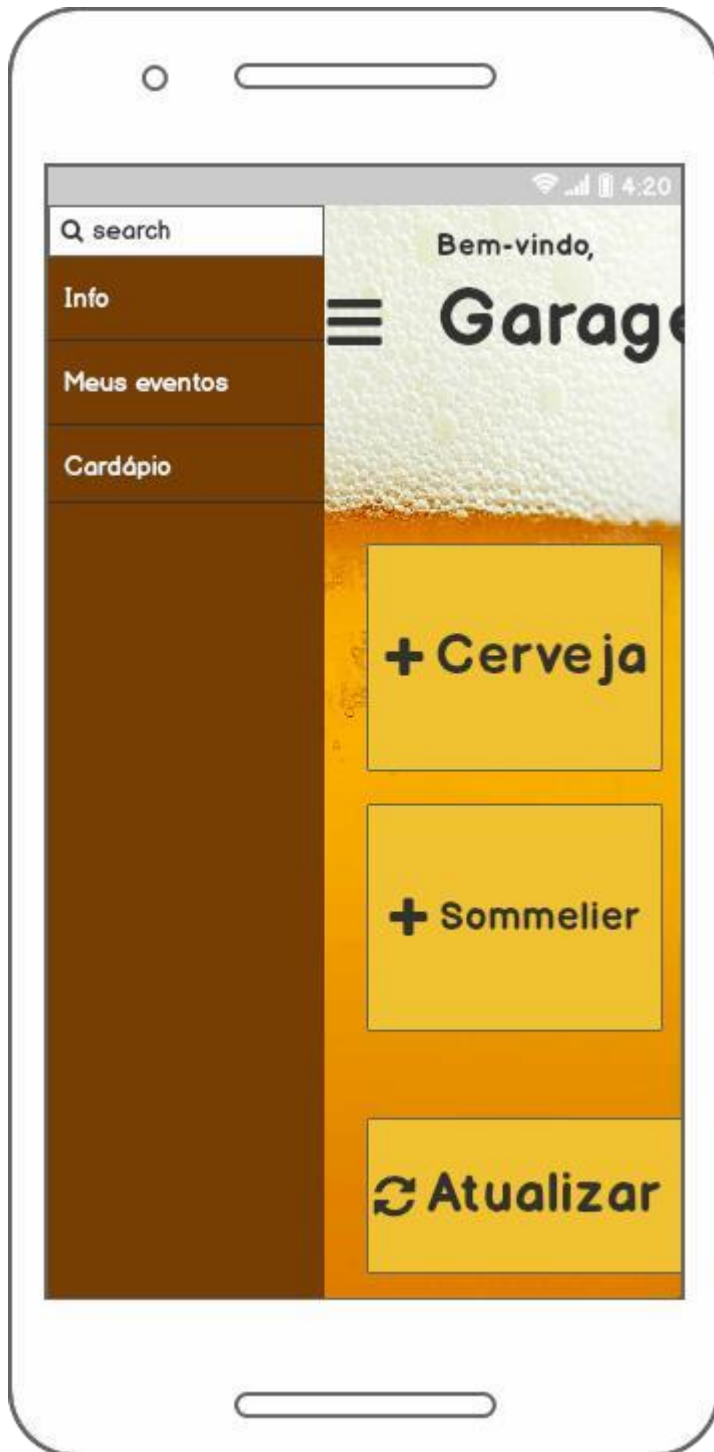 4:20
search
Info
Meus eventos
Cardápio
Bem-vindo,
Garage
+ Cerveja
+ Sommelier
Atualizar